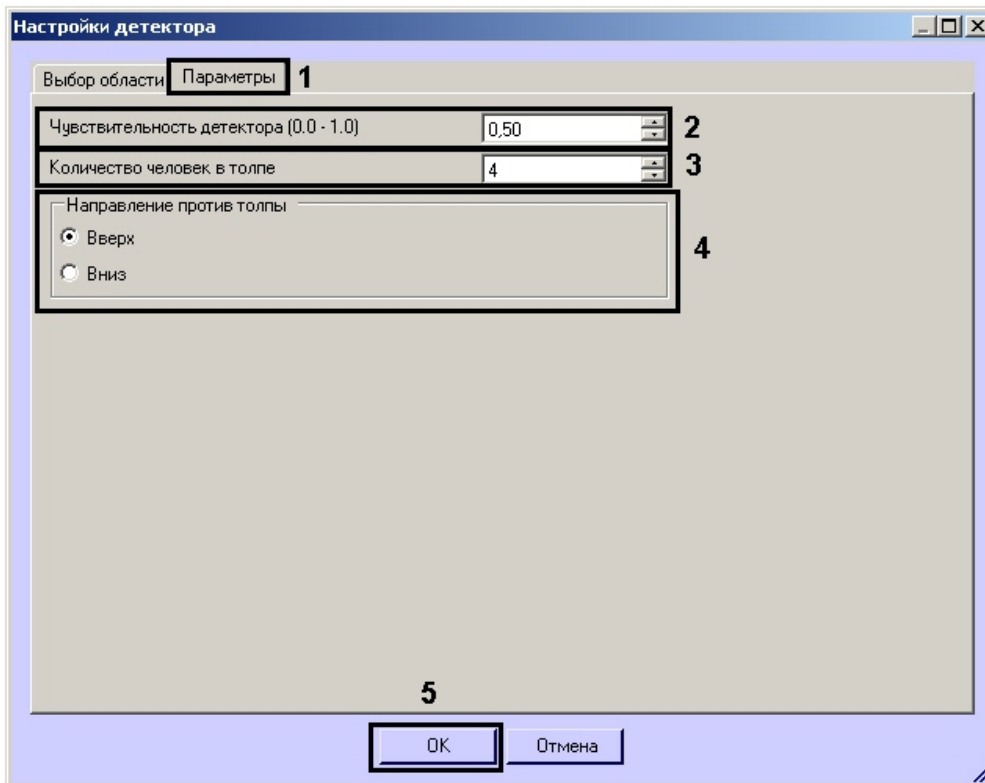 Настройки детектора
Выбор области Параметры 1
Чувствительность детектора (0.0 - 1.0) 0,50 2
Количество человек в толпе 4 3
Направление против толпы
Вверх
4
Вниз
5
OK Отмена